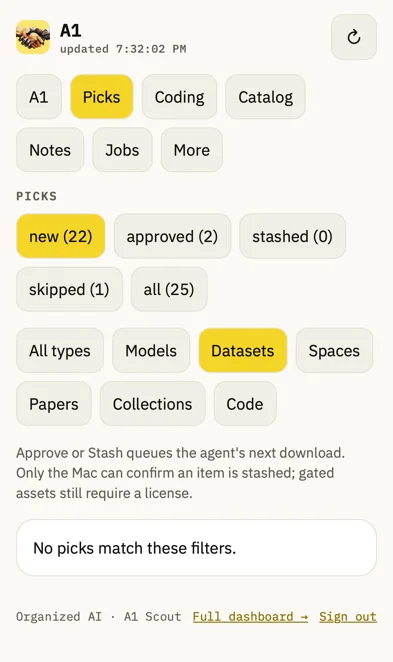 A1
updated 7:32:02 PM
↻
A1 Picks Coding Catalog
Notes Jobs More
PICKS
new (22) approved (2) stashed (0)
skipped (1) all (25)
All types Models Datasets Spaces
Papers Collections Code
Approve or Stash queues the agent's next download.
Only the Mac can confirm an item is stashed; gated
assets still require a license.
No picks match these filters.
Organized AI · A1 Scout Full dashboard → Sign out